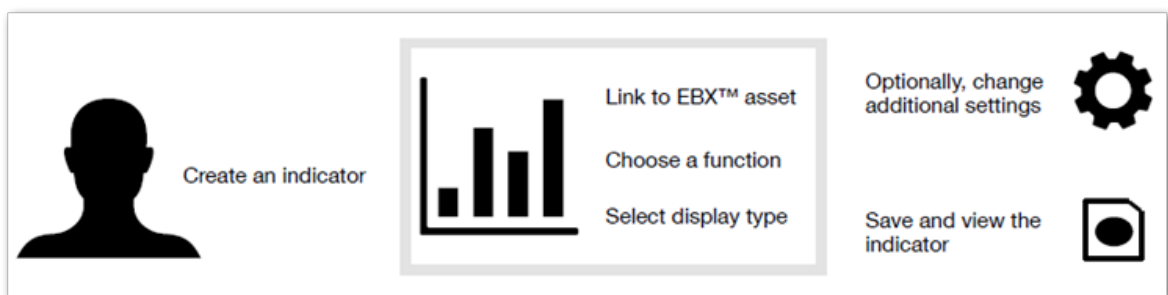 Create an indicator
Link to EBX™ asset
Choose a function
Select display type
Optionally, change
additional settings
Save and view the
indicator